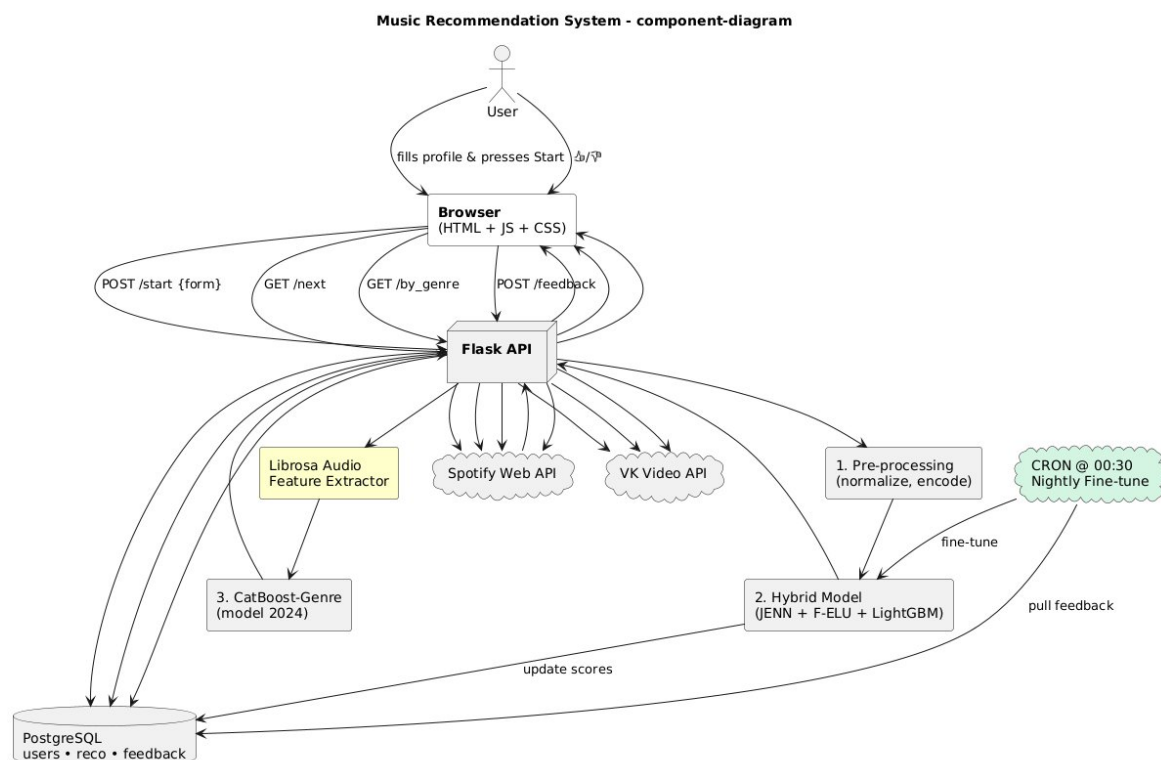 Music Recommendation System - component-diagram
User
fills profile & presses Start
👍/👎
Browser
(HTML + JS + CSS)
POST /start {form}
GET /next
GET /by_genre
POST /feedback
Flask API
Librosa Audio
Feature Extractor
Spotify Web API
VK Video API
1. Pre-processing
(normalize, encode)
CRON @ 00:30
Nightly Fine-tune
fine-tune
3. CatBoost-Genre
(model 2024)
2. Hybrid Model
(JENN + F-ELU + LightGBM)
pull feedback
update scores
PostgreSQL
users • reco • feedback